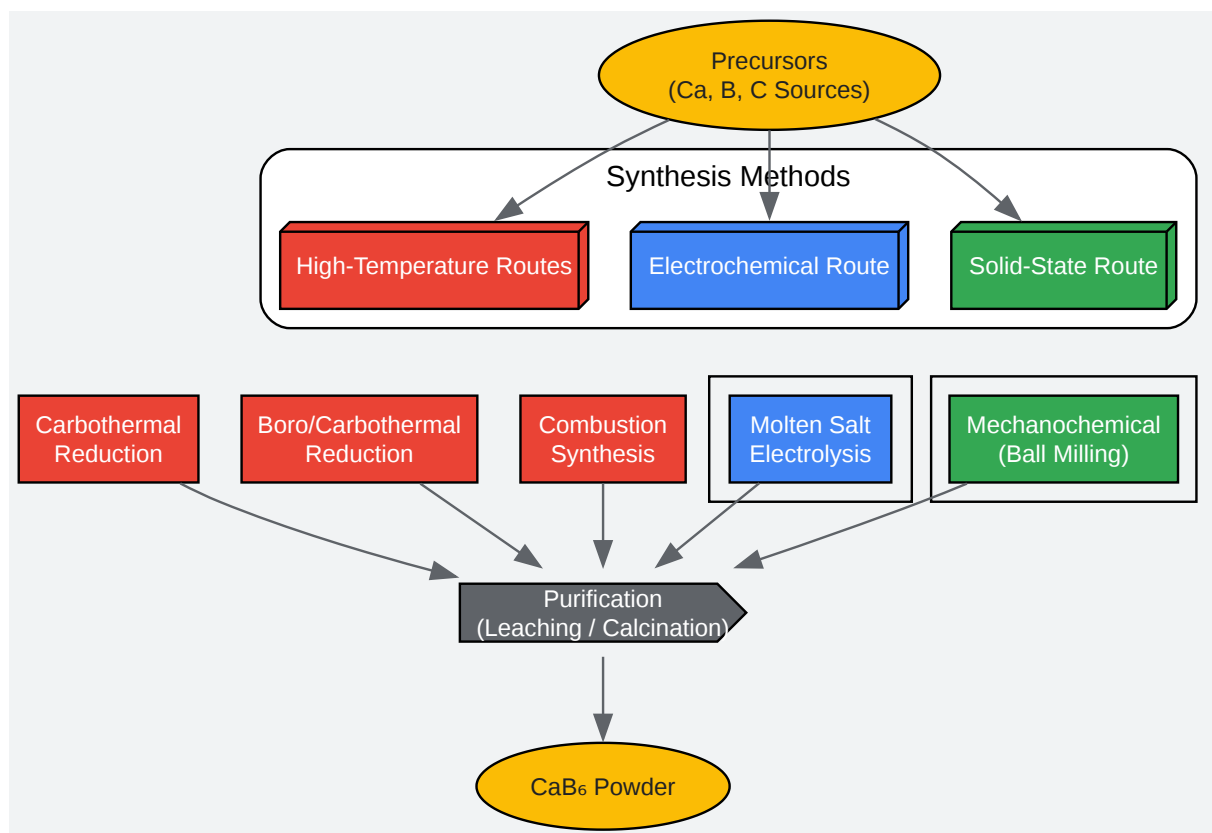 Precursors
(Ca, B, C Sources)
Synthesis Methods
High-Temperature Routes
Electrochemical Route
Solid-State Route
Carbothermal
Reduction
Boro/Carbothermal
Reduction
Combustion
Synthesis
Molten Salt
Electrolysis
Mechanochemical
(Ball Milling)
Purification
(Leaching / Calcination)
CaB₆ Powder